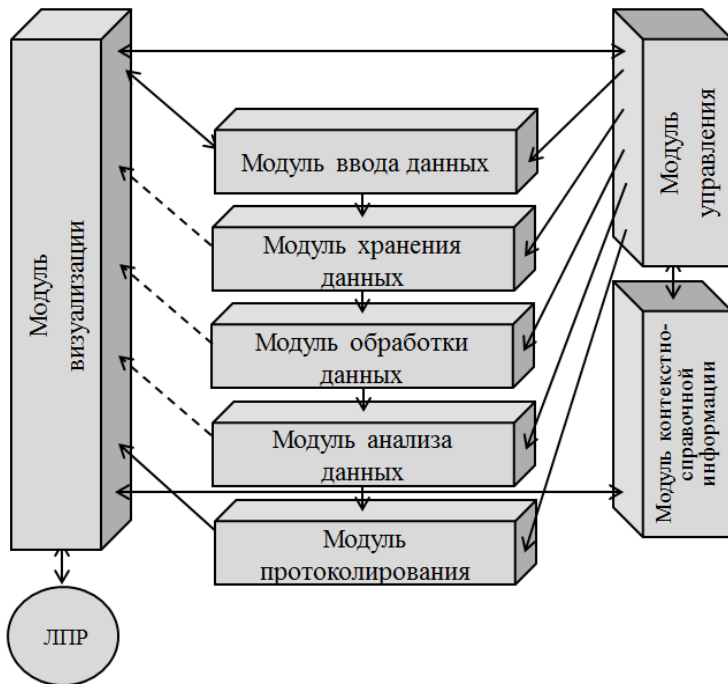 Модуль
визуализации
Модуль ввода данных
Модуль хранения
данных
Модуль обработки
данных
Модуль анализа
данных
Модуль
протоколирования
Модуль
управления
Модуль контекстно-
справочной
информации
ЛПР